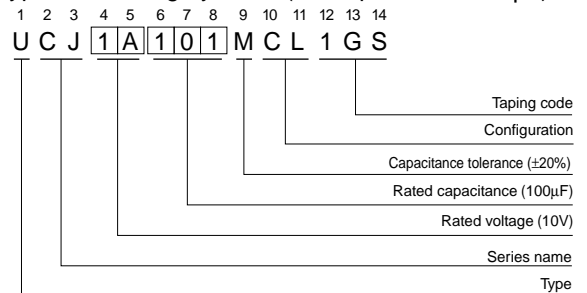 1 2 3 4 5 6 7 8 9 10 11 12 13 14
U C J 1 A 1 0 1 M C L 1 G S
Taping code
Configuration
Capacitance tolerance (±20%)
Rated capacitance (100µF)
Rated voltage (10V)
Series name
Type